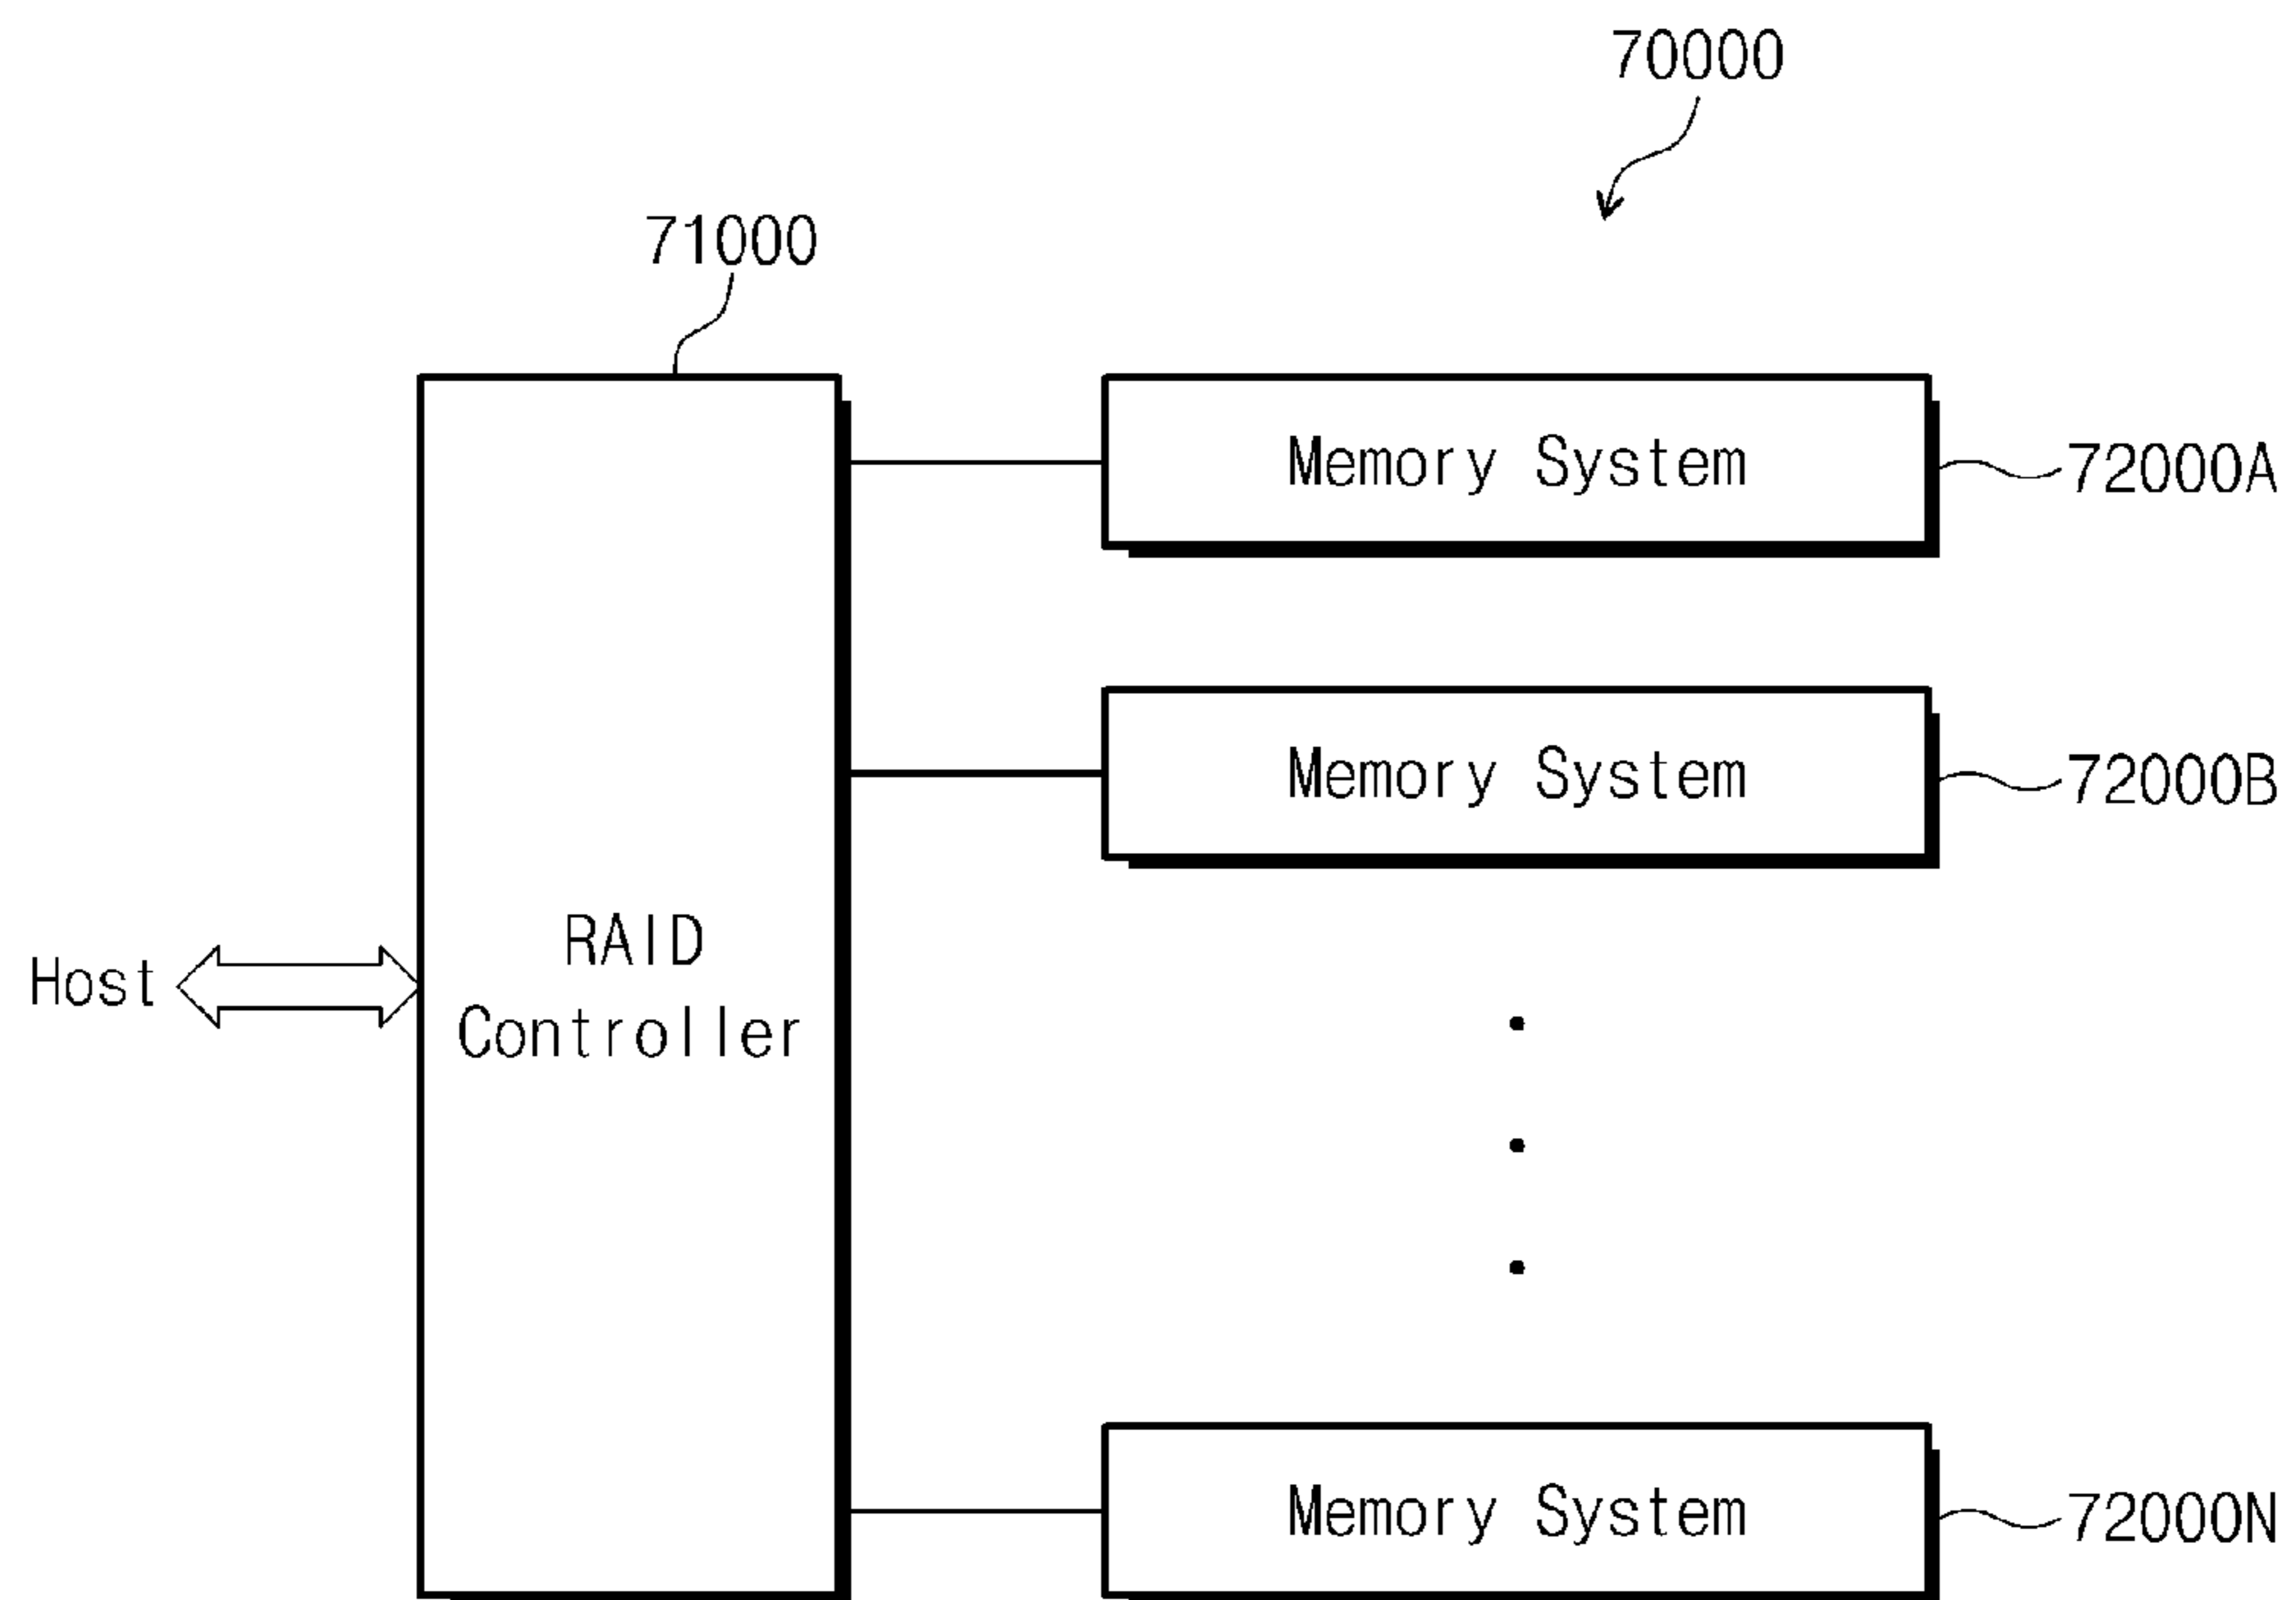 70000
71000
Memory System
72000A
Memory System
72000B
Host
RAID
Controller
Memory System
72000N